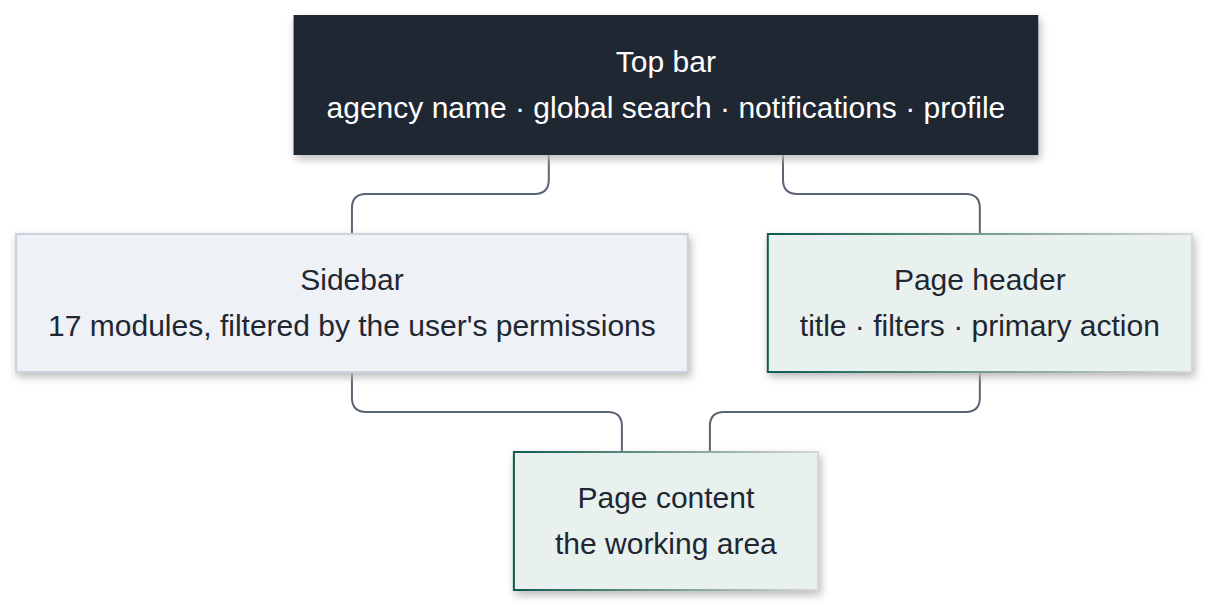 Top bar
agency name · global search · notifications · profile
Sidebar
17 modules, filtered by the user's permissions
Page header
title · filters · primary action
Page content
the working area